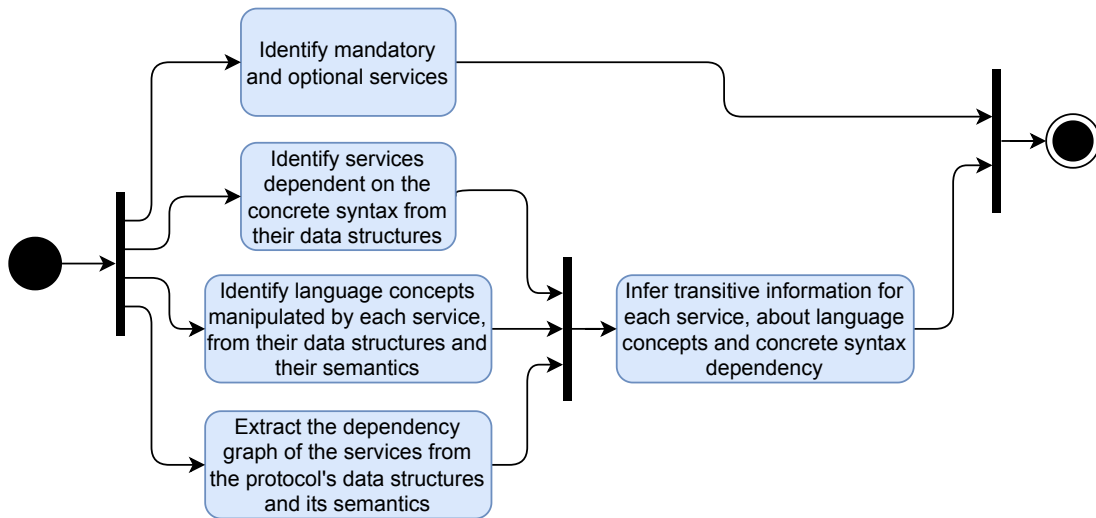 Identify mandatory
and optional services
Identify services
dependent on the
concrete syntax from
their data structures
Identify language concepts
manipulated by each service,
from their data structures and
their semantics
Infer transitive information for
each service, about language
concepts and concrete syntax
dependency
Extract the dependency
graph of the services from
the protocol's data structures
and its semantics